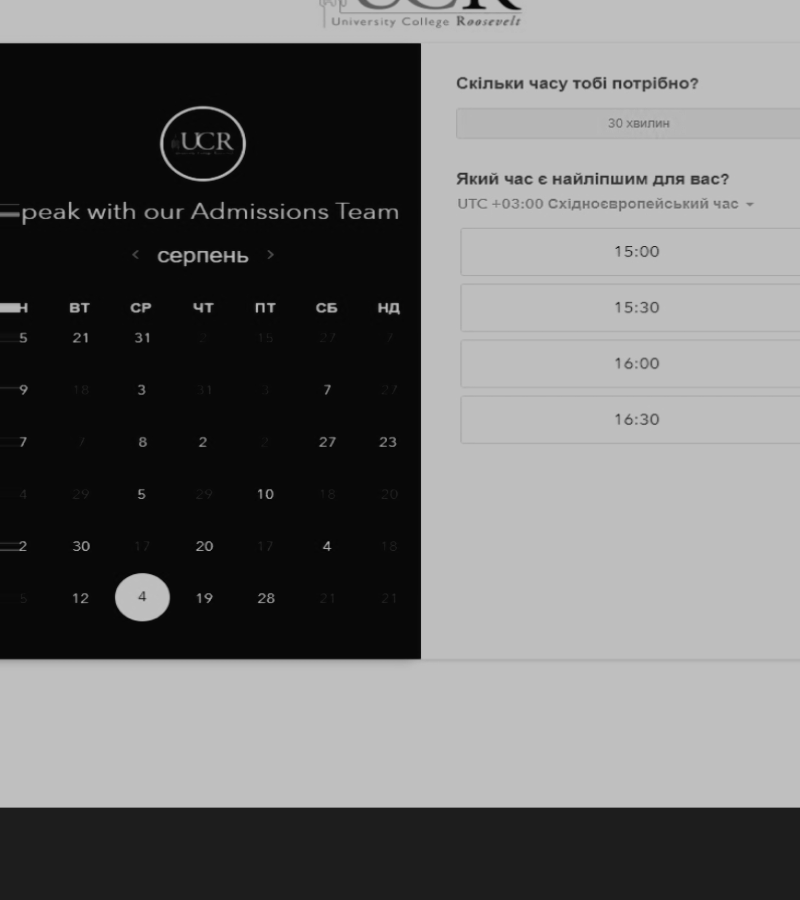 UCR
University College Roosevelt
UCR
peak with our Admissions Team
< серпень >
Н ВТ СР ЧТ ПТ СБ НД
5 21 31 2 15 27 7
9 18 3 31 3 7 27
7 7 8 2 2 27 23
4 29 5 29 10 18 20
2 30 17 20 17 4 18
5 12 4 19 28 21 21
Скільки часу тобі потрібно?
30 хвилин
Який час є найліпшим для вас?
UTC +03:00 Східноєвропейський час
15:00
15:30
16:00
16:30